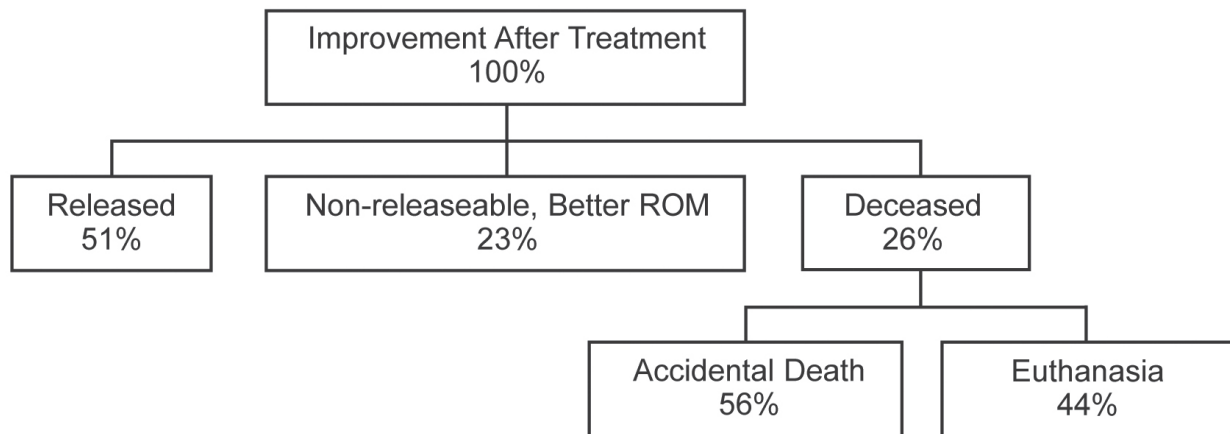 Improvement After Treatment
100%
Released
51%
Non-releaseable, Better ROM
23%
Deceased
26%
Accidental Death
56%
Euthanasia
44%